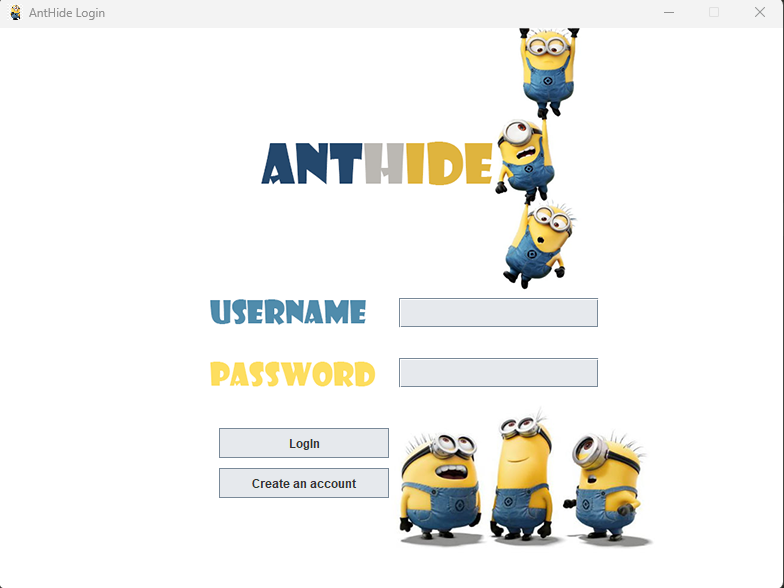 AntHide Login
ANTHIDE
USERNAME
PASSWORD
LogIn
Create an account